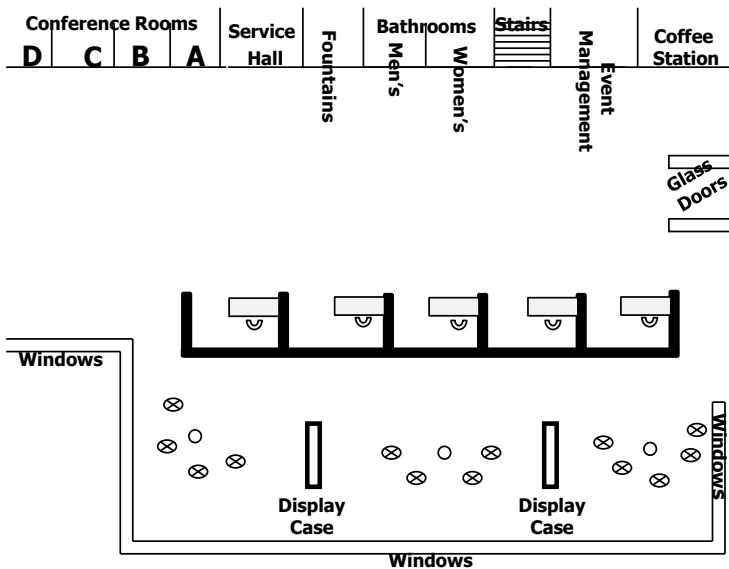 Conference Rooms
D C B A
Service
Hall
Fountains
Bathrooms
Men's
Women's
Stairs
Event
Management
Coffee
Station
Glass
Doors
Windows
Windows
Display
Case
Display
Case
Windows